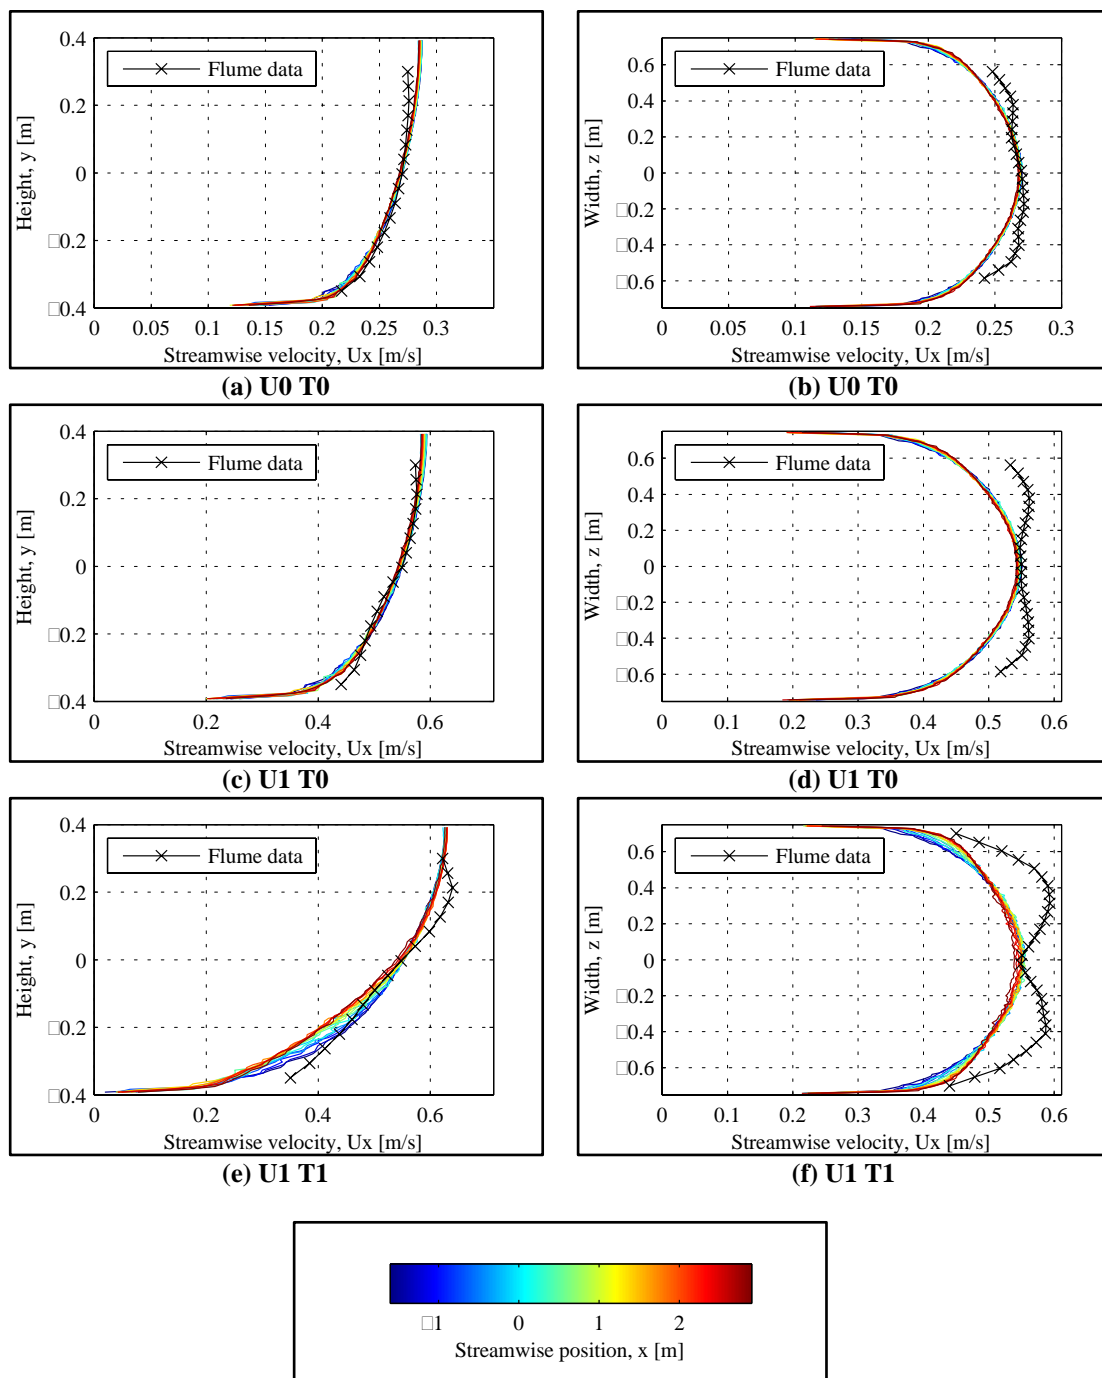 0.4
0.2
0
□0.2
□0.4
Height, y [m]
Flume data
0 0.05 0.1 0.15 0.2 0.25 0.3
Streamwise velocity, Ux [m/s]
(a) U0 T0
0.6
0.4
0.2
0
□0.2
□0.4
□0.6
Width, z [m]
Flume data
0 0.05 0.1 0.15 0.2 0.25 0.3
Streamwise velocity, Ux [m/s]
(b) U0 T0
0.4
0.2
0
□0.2
□0.4
Height, y [m]
Flume data
0 0.2 0.4 0.6
Streamwise velocity, Ux [m/s]
(c) U1 T0
0.6
0.4
0.2
0
□0.2
□0.4
□0.6
Width, z [m]
Flume data
0 0.1 0.2 0.3 0.4 0.5 0.6
Streamwise velocity, Ux [m/s]
(d) U1 T0
0.4
0.2
0
□0.2
□0.4
Height, y [m]
Flume data
0 0.2 0.4 0.6
Streamwise velocity, Ux [m/s]
(e) U1 T1
0.6
0.4
0.2
0
□0.2
□0.4
□0.6
Width, z [m]
Flume data
0 0.1 0.2 0.3 0.4 0.5 0.6
Streamwise velocity, Ux [m/s]
(f) U1 T1
□1 0 1 2
Streamwise position, x [m]